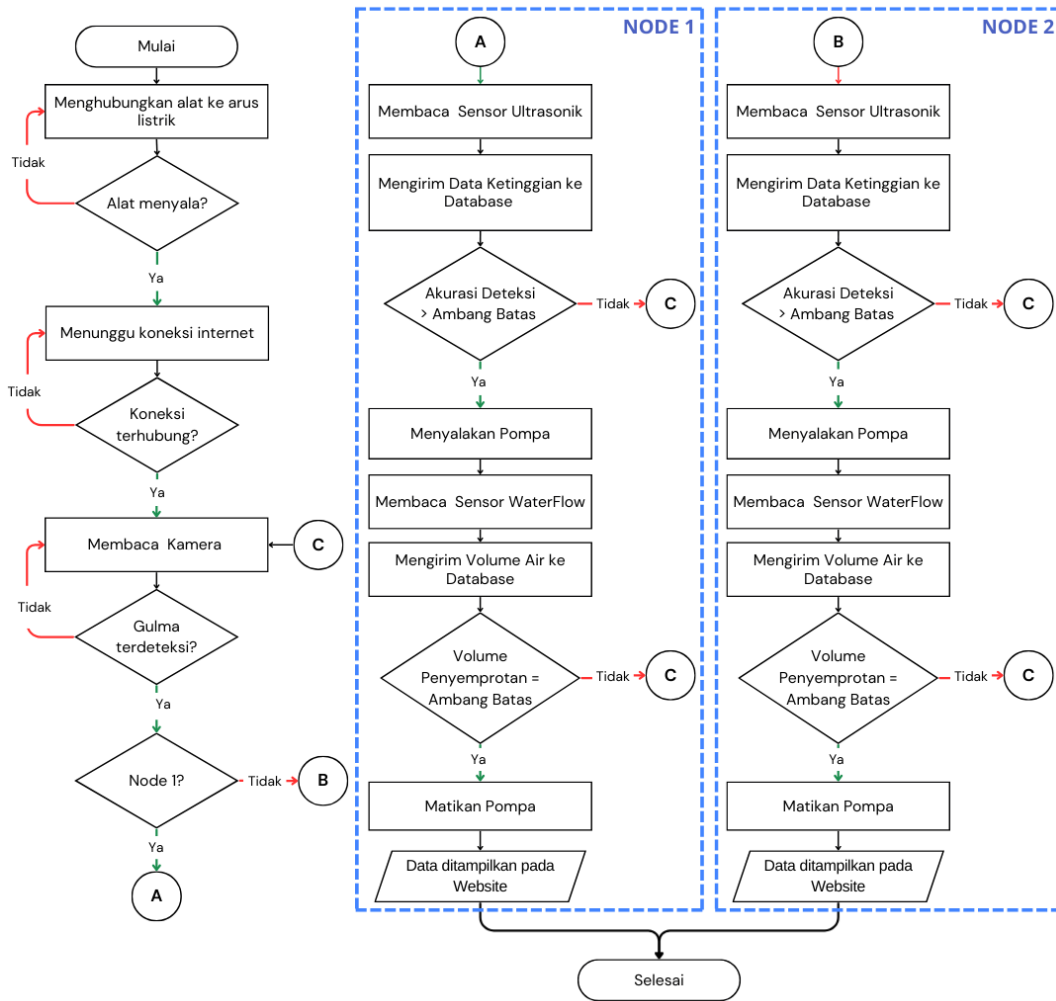 Mulai
Menghubungkan alat ke arus
listrik
Tidak
Alat menyala?
Ya
Menunggu koneksi internet
Tidak
Koneksi
terhubung?
Ya
Membaca Kamera
C
Tidak
Gulma
terdeteksi?
Ya
Node 1?
Tidak
B
Ya
A
NODE 1
A
Membaca Sensor Ultrasonik
Mengirim Data Ketinggian ke
Database
Akurasi Deteksi
> Ambang Batas
Tidak
C
Ya
Menyalakan Pompa
Membaca Sensor WaterFlow
Mengirim Volume Air ke
Database
Volume
Penyemprotan =
Ambang Batas
Tidak
C
Ya
Matikan Pompa
Data ditampilkan pada
Website
NODE 2
B
Membaca Sensor Ultrasonik
Mengirim Data Ketinggian ke
Database
Akurasi Deteksi
> Ambang Batas
Tidak
C
Ya
Menyalakan Pompa
Membaca Sensor WaterFlow
Mengirim Volume Air ke
Database
Volume
Penyemprotan =
Ambang Batas
Tidak
C
Ya
Matikan Pompa
Data ditampilkan pada
Website
Selesai